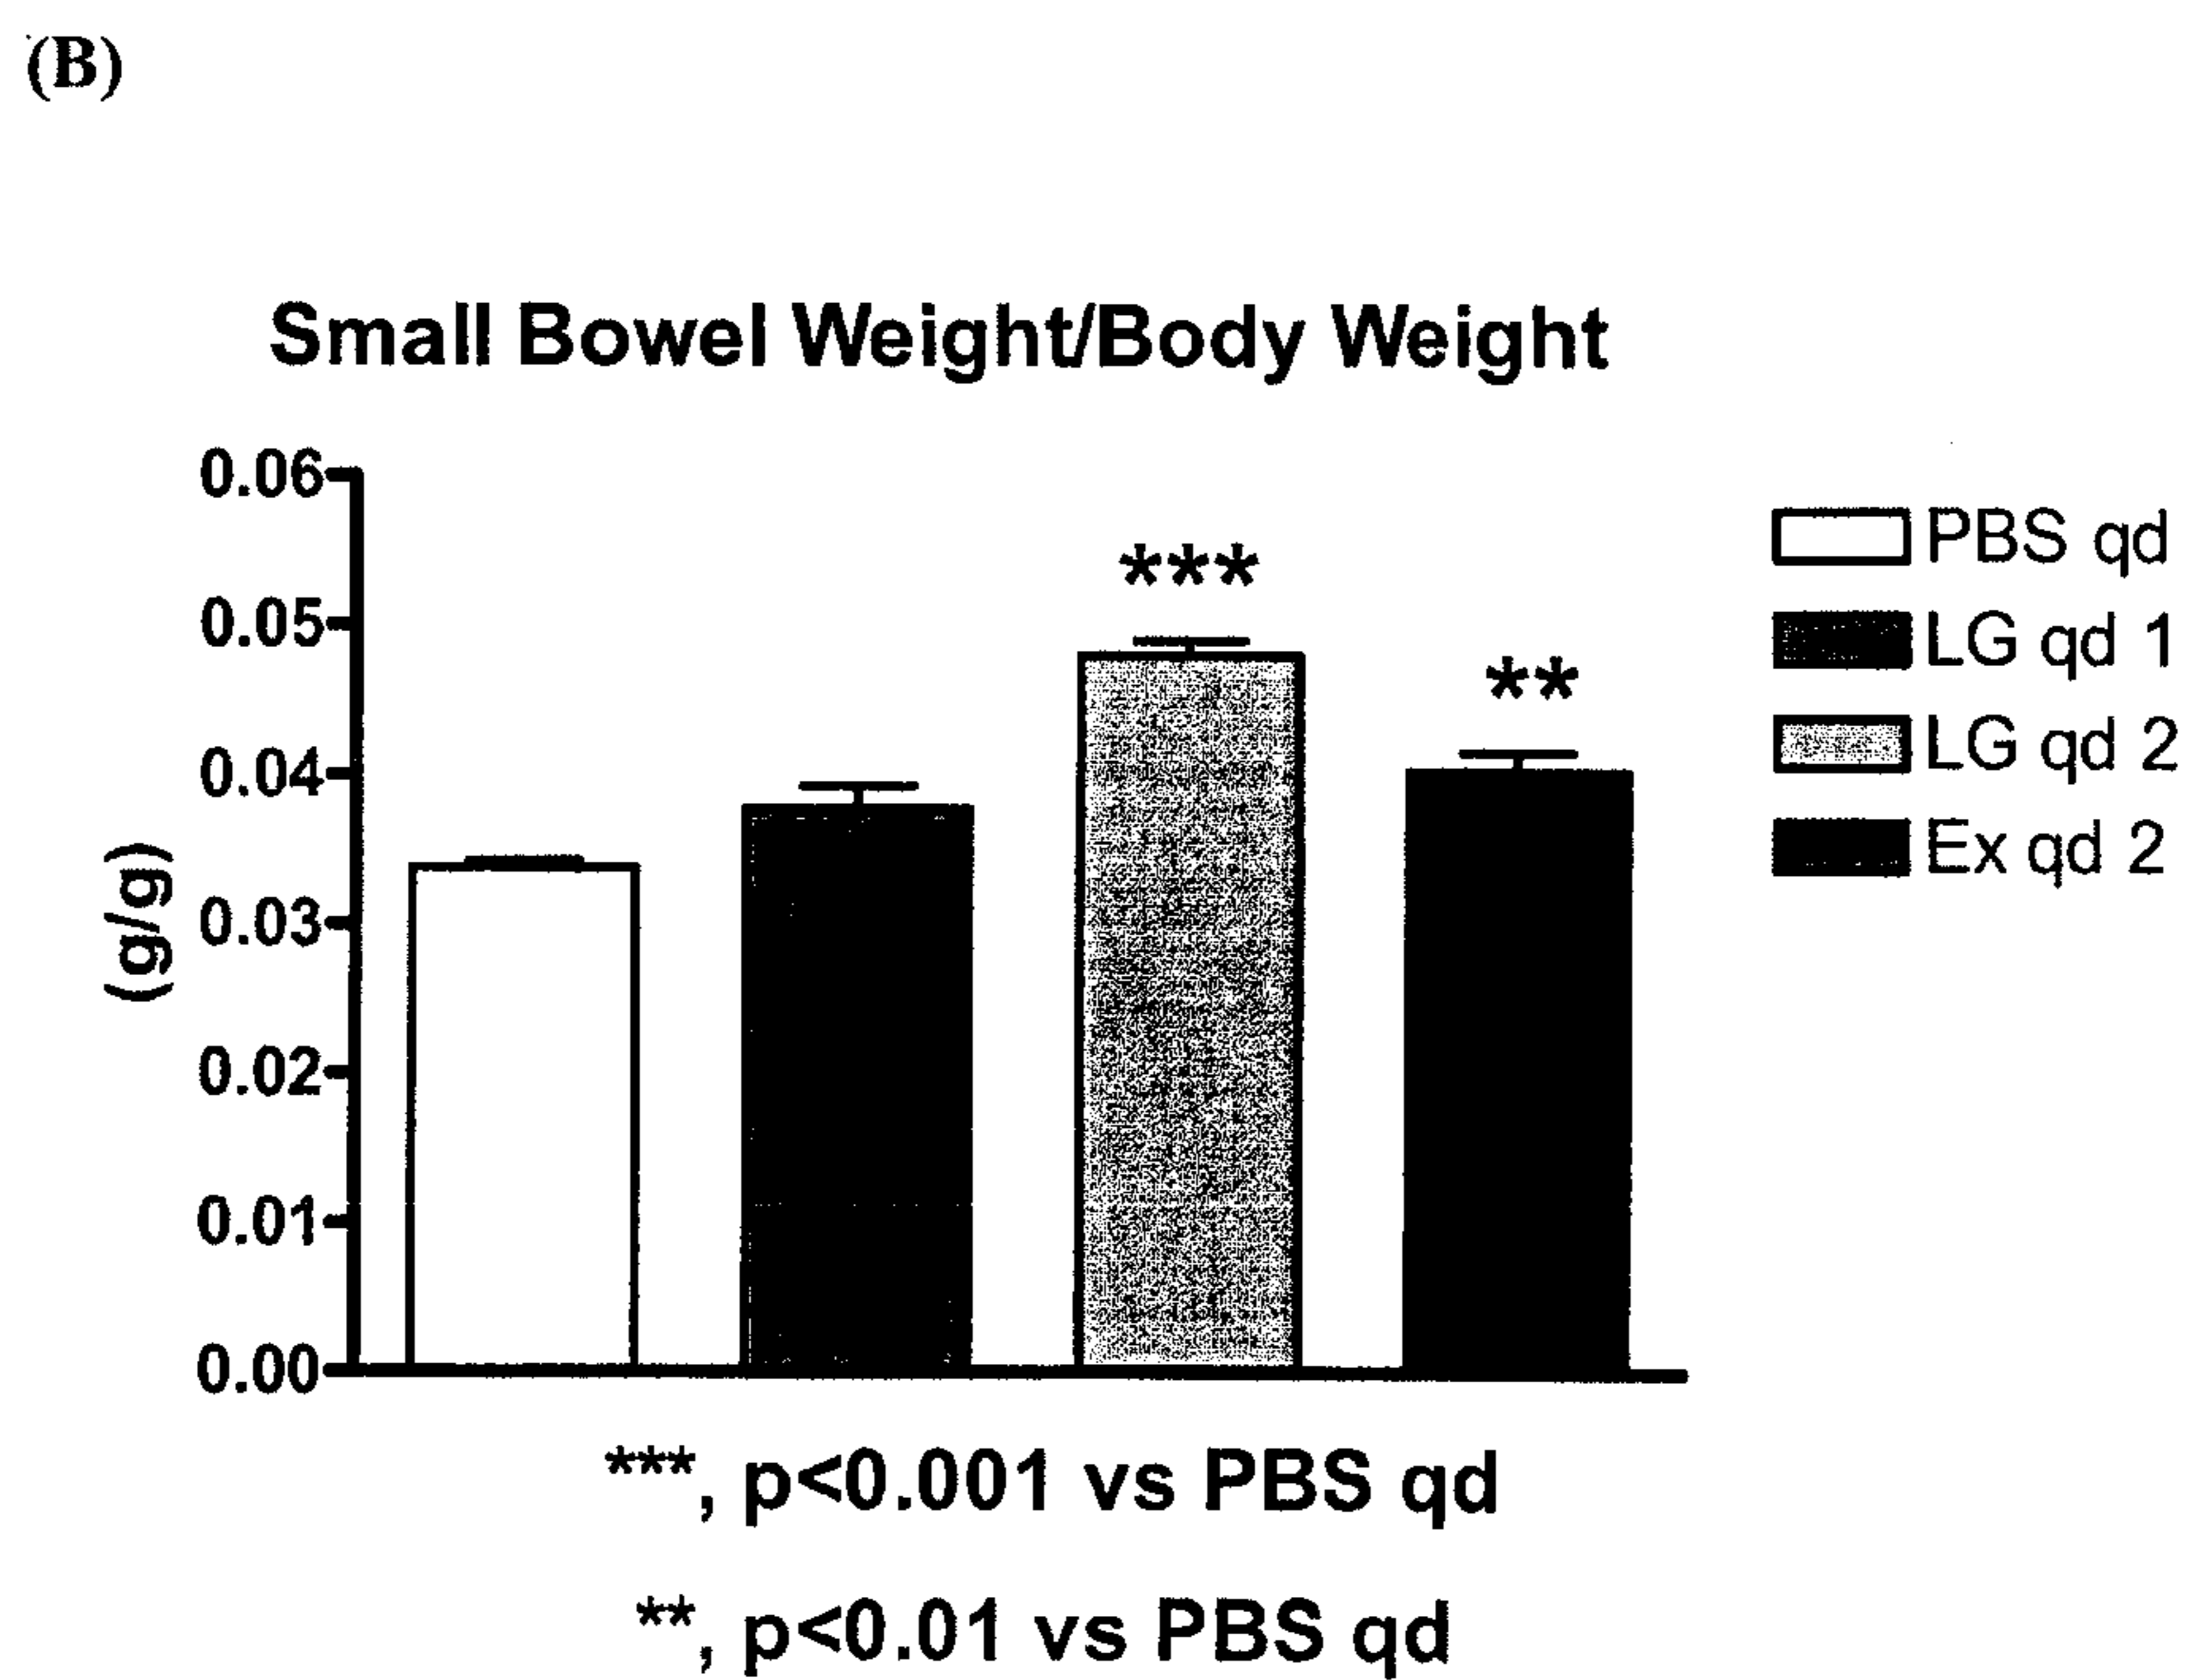 (B)
Small Bowel Weight/Body Weight
0.06
0.05
0.04
0.03
0.02
0.01
0.00
(g/g)
***
**
PBS qd
LG qd 1
LG qd 2
Ex qd 2
***, p<0.001 vs PBS qd
**, p<0.01 vs PBS qd